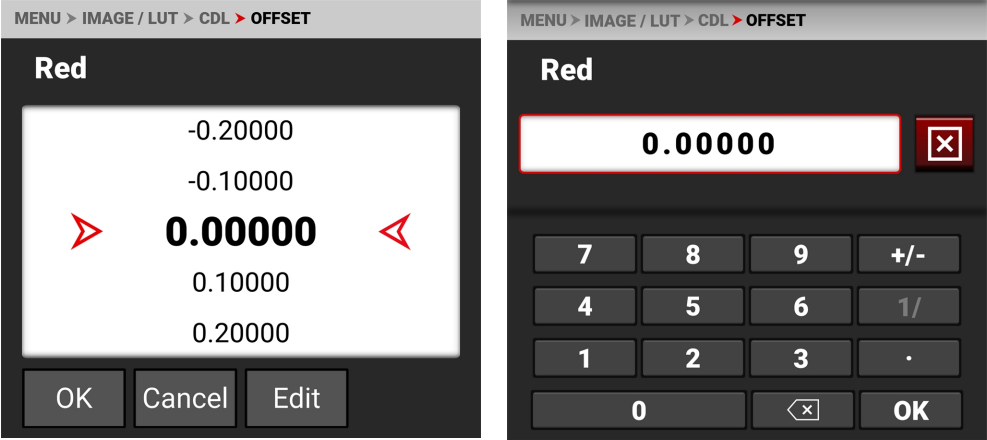 MENU > IMAGE / LUT > CDL > OFFSET
Red
-0.20000
-0.10000
0.00000
0.10000
0.20000
OK Cancel Edit
MENU > IMAGE / LUT > CDL > OFFSET
Red
0.00000
7 8 9 +/-
4 5 6 1/
1 2 3 .
0 OK